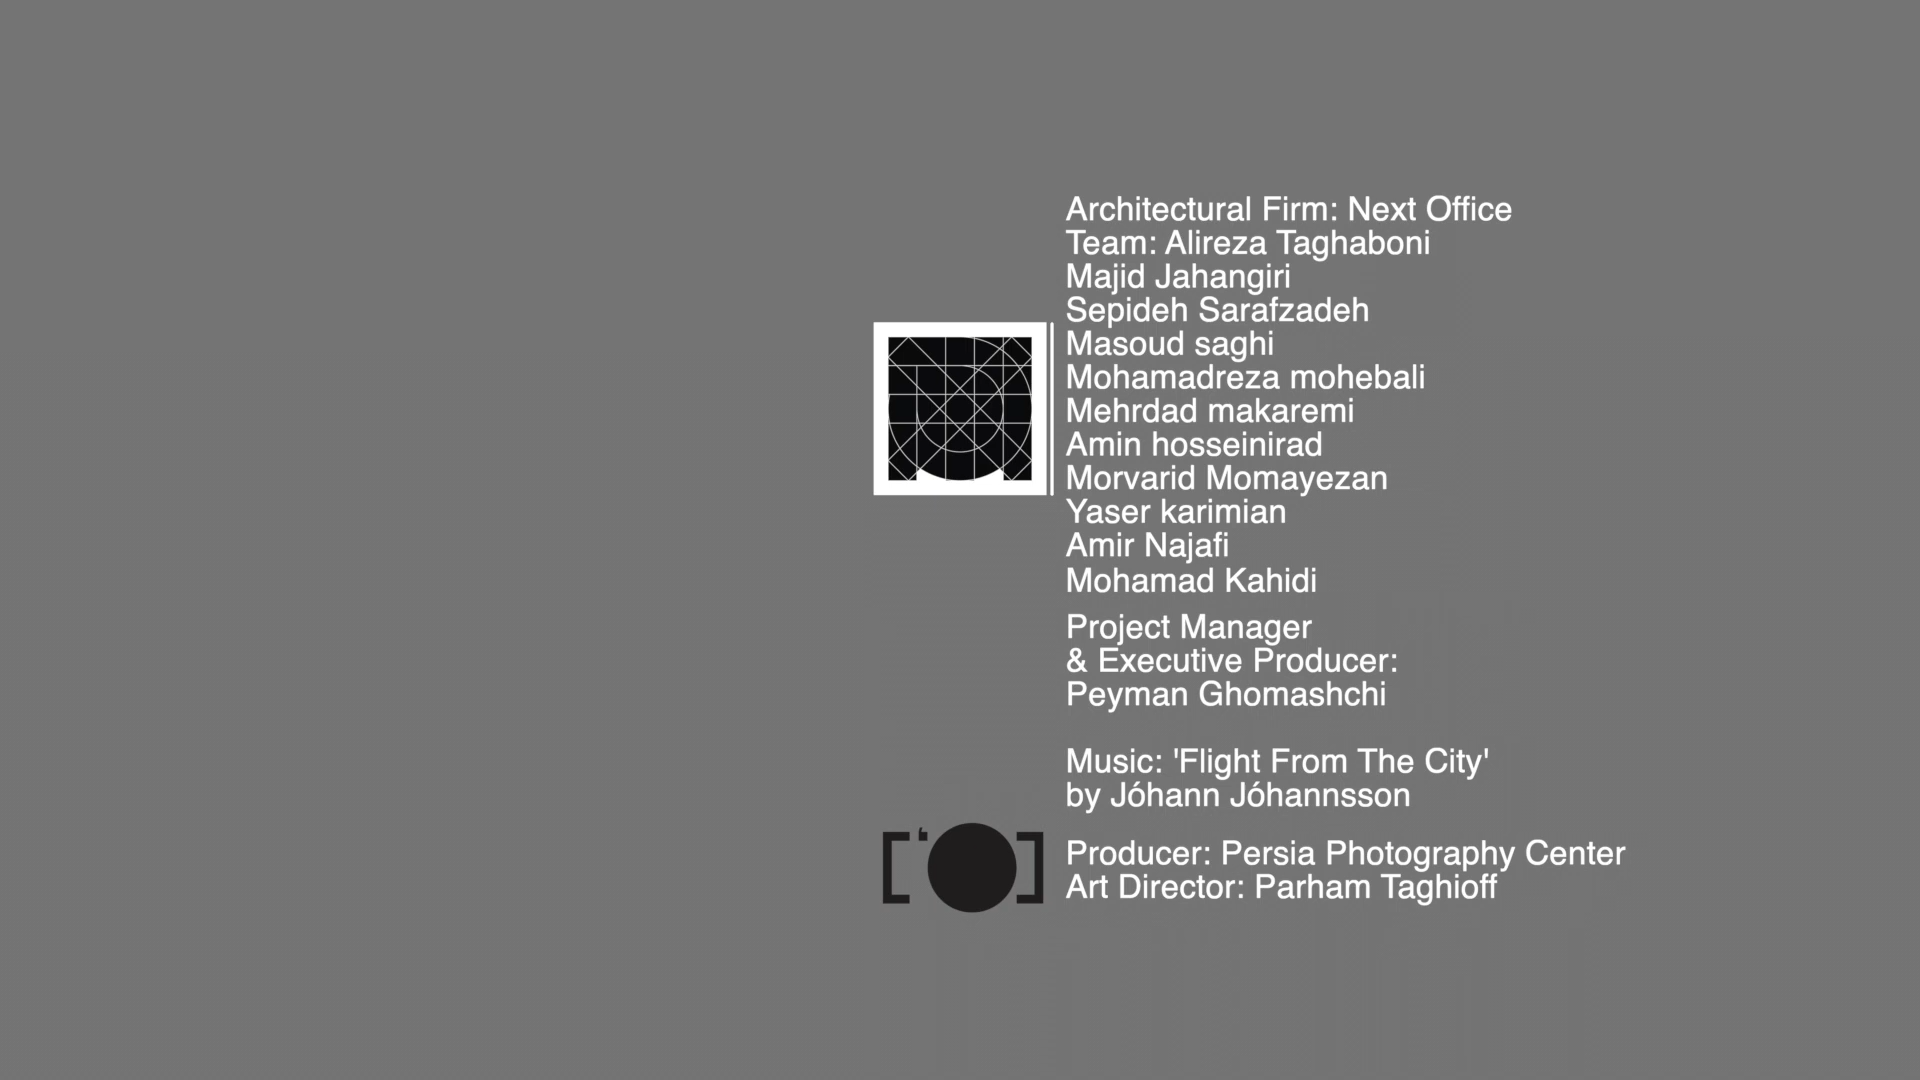 Architectural Firm: Next Office
Team: Alireza Taghaboni
Majid Jahangiri
Sepideh Sarafzadeh
Masoud saghi
Mohamadreza mohebali
Mehrdad makaremi
Amin hosseinirad
Morvarid Momayezan
Yaser karimian
Amir Najafi
Mohamad Kahidi
Project Manager
& Executive Producer:
Peyman Ghomashchi
Music: 'Flight From The City'
by Jóhann Jóhannsson
Producer: Persia Photography Center
Art Director: Parham Taghioff